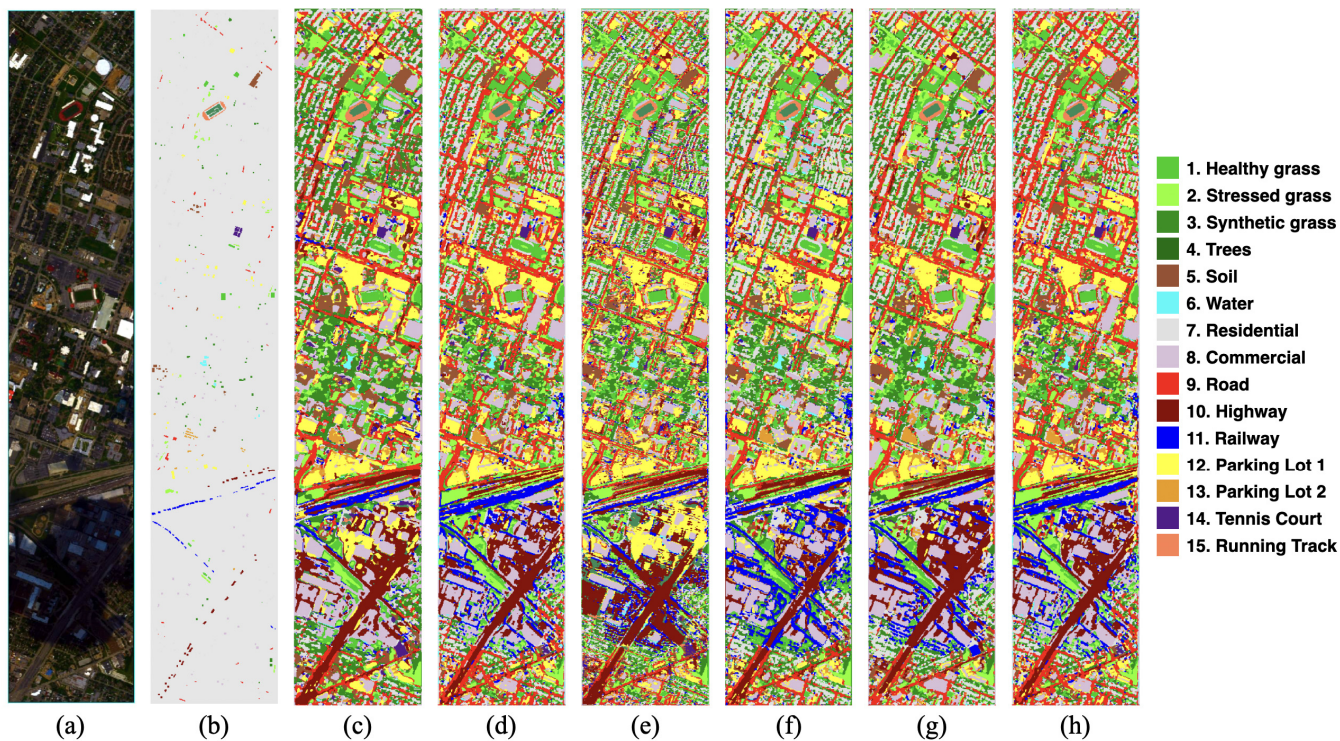 1. Healthy grass
2. Stressed grass
3. Synthetic grass
4. Trees
5. Soil
6. Water
7. Residential
8. Commercial
9. Road
10. Highway
11. Railway
12. Parking Lot 1
13. Parking Lot 2
14. Tennis Court
15. Running Track
(a) (b) (c) (d) (e) (f) (g) (h)